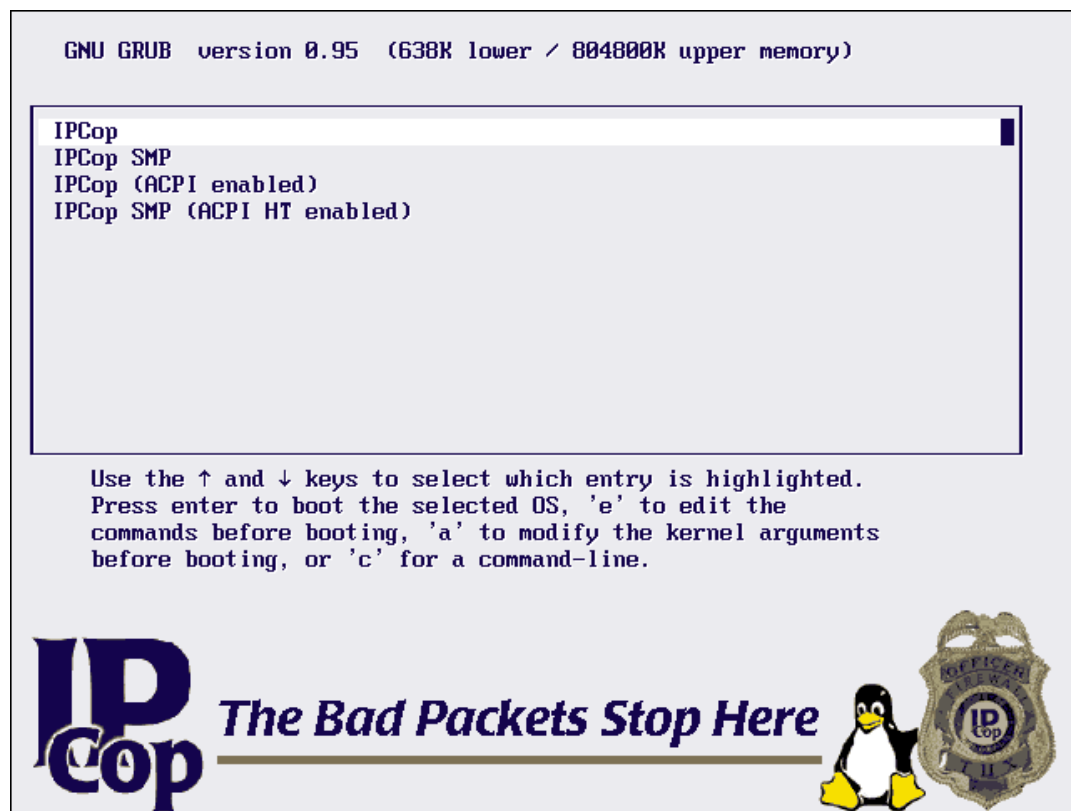 GNU GRUB version 0.95 (638K lower / 804800K upper memory)
IPCop
IPCop SMP
IPCop (ACPI enabled)
IPCop SMP (ACPI HT enabled)
Use the ↑ and ↓ keys to select which entry is highlighted.
Press enter to boot the selected OS, 'e' to edit the
commands before booting, 'a' to modify the kernel arguments
before booting, or 'c' for a command-line.
IP
Cop
The Bad Packets Stop Here
OFFICER
FIREWALL
IP
Cop
TUX